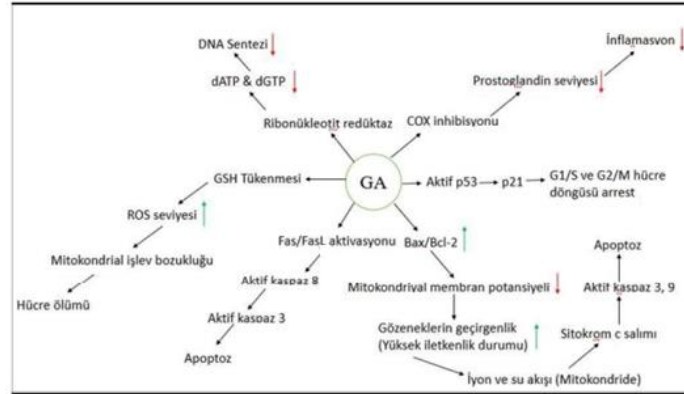 DNA Sentezi
dATP & dGTP
Ribonükleotit redüktaz
İnflamasyon
Prostoglandin seviyesi
COX inhibisyonu
GA
GSH Tükenmesi
ROS seviyesi
Mitokondrial işlev bozukluğu
Hücre ölümü
Aktif p53
p21
G1/S ve G2/M hücre
döngüsü arrest
Fas/FasL aktivasyonu
Aktif kaspaz 8
Aktif kaspaz 3
Apoptoz
Bax/Bcl-2
Mitokondriyal membran potansiyeli
Gözeneklerin geçirgenlik
(Yüksek iletkenlik durumu)
İyon ve su akışı (Mitokondride)
Sitokrom c salımı
Aktif kaspaz 3, 9
Apoptoz